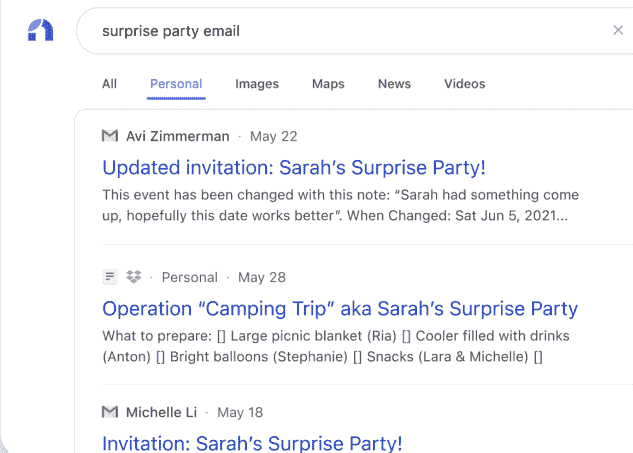 surprise party email
All Personal Images Maps News Videos
Avi Zimmerman · May 22
Updated invitation: Sarah’s Surprise Party!
This event has been changed with this note: “Sarah had something come
up, hopefully this date works better”. When Changed: Sat Jun 5, 2021...
· Personal · May 28
Operation “Camping Trip” aka Sarah’s Surprise Party
What to prepare: [] Large picnic blanket (Ria) [] Cooler filled with drinks
(Anton) [] Bright balloons (Stephanie) [] Snacks (Lara & Michelle) []
Michelle Li · May 18
Invitation: Sarah’s Surprise Party!